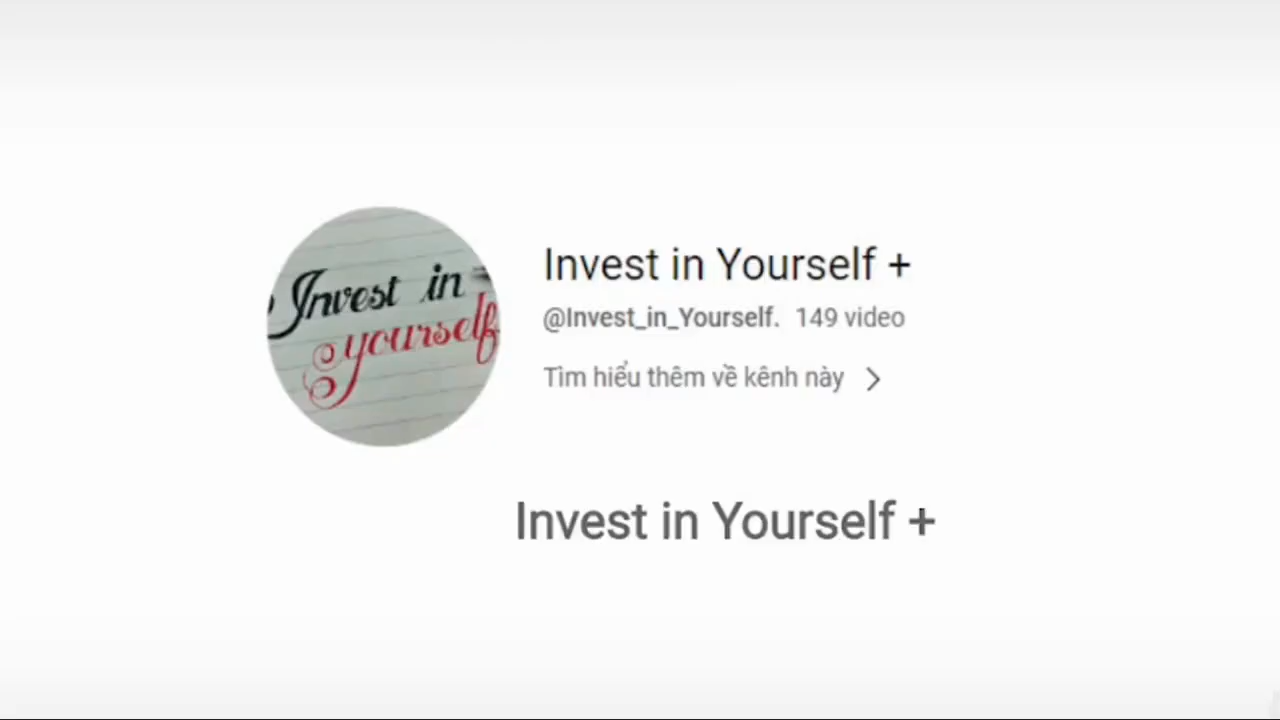 Invest in
yourself
Invest in Yourself +
@Invest_in_Yourself. 149 video
Tìm hiểu thêm về kênh này
Invest in Yourself +